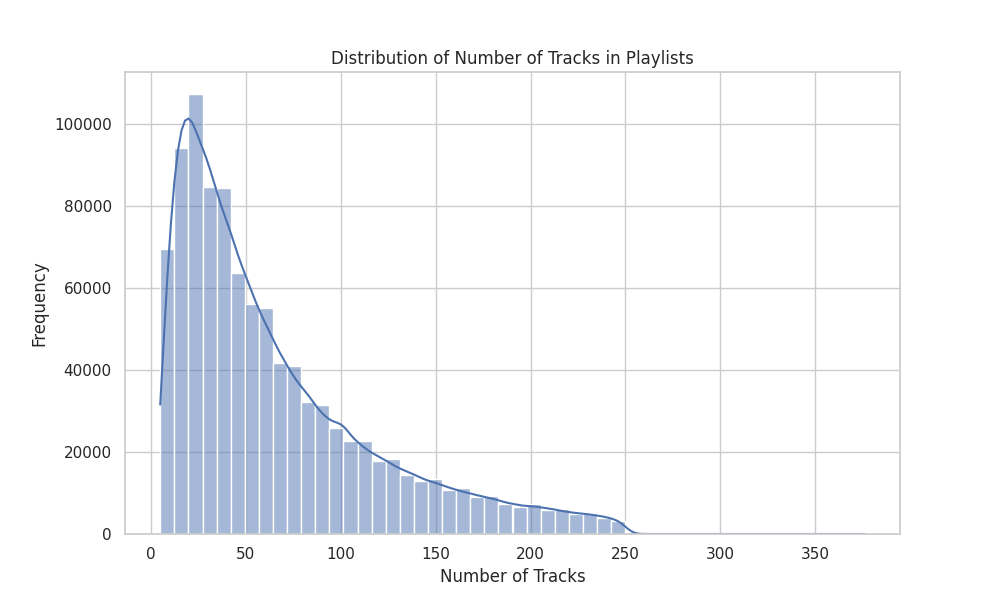 Distribution of Number of Tracks in Playlists
100000
80000
60000
40000
20000
0
Frequency
0 50 100 150 200 250 300 350
Number of Tracks